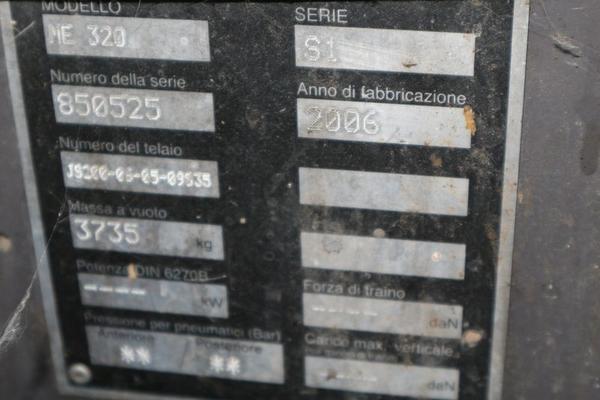 MODELLO
ME 320
SERIE
S1
Numero della serie
850525
Anno di fabbricazione
2006
Numero del telaio
Massa a vuoto
3735 kg
Potenza DIN 6270B
---- kW
Forza di traino
----- daN
Pressione per pneumatici (Bar)
Anteriore Posteriore
** **
Carico max. verticale
daN